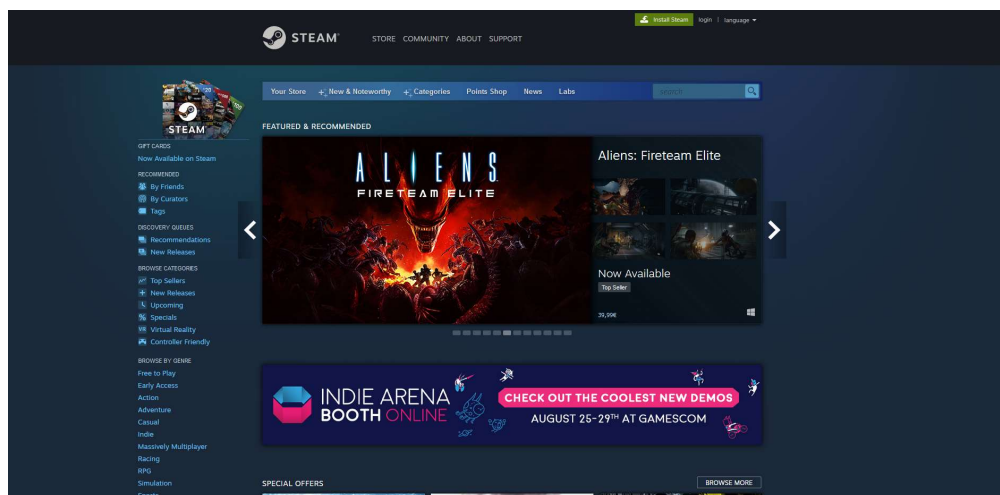 Install Steam login | language
STEAM®
STORE COMMUNITY ABOUT SUPPORT
Your Store New & Noteworthy Categories Points Shop News Labs search
STEAM
GIFT CARDS
Now Available on Steam
RECOMMENDED
By Friends
By Curators
Tags
DISCOVERY QUEUES
Recommendations
New Releases
BROWSE CATEGORIES
Top Sellers
New Releases
Upcoming
Specials
VR Virtual Reality
Controller Friendly
BROWSE BY GENRE
Free to Play
Early Access
Action
Adventure
Casual
Indie
Massively Multiplayer
Racing
RPG
Simulation
Sports
FEATURED & RECOMMENDED
ALIENS
FIRETEAM ELITE
Aliens: Fireteam Elite
Now Available
Top Seller
39,99€
INDIE ARENA
BOOTH ONLINE
CHECK OUT THE COOLEST NEW DEMOS
AUGUST 25-29TH AT GAMESCOM
SPECIAL OFFERS
BROWSE MORE